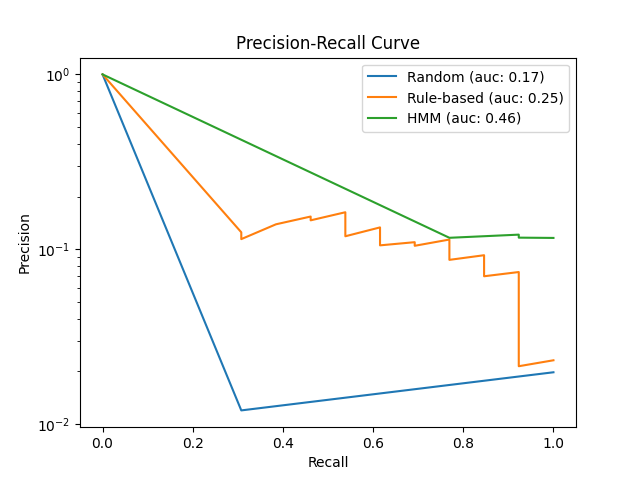 Precision-Recall Curve
Random (auc: 0.17)
Rule-based (auc: 0.25)
HMM (auc: 0.46)
Precision
10⁰
10⁻¹
10⁻²
0.0 0.2 0.4 0.6 0.8 1.0
Recall